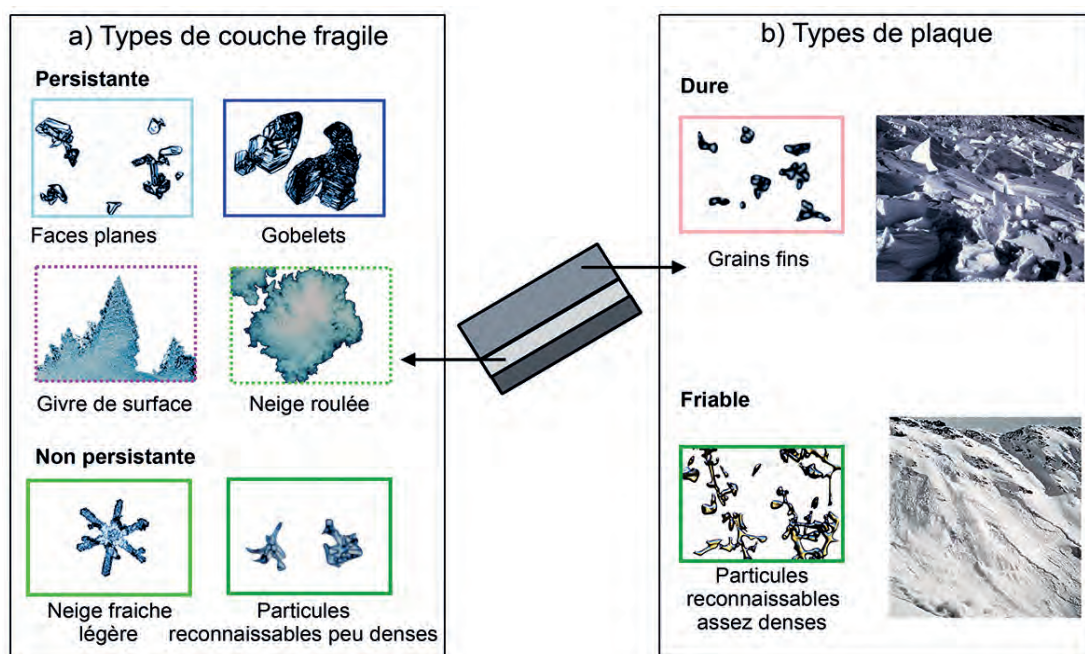 a) Types de couche fragile
Persistante
Faces planes
Gobelets
Givre de surface
Neige roulée
Non persistante
Neige fraiche
légère
Particules
reconnaissables peu denses
b) Types de plaque
Dure
Grains fins
Friable
Particules
reconnaissables
assez denses